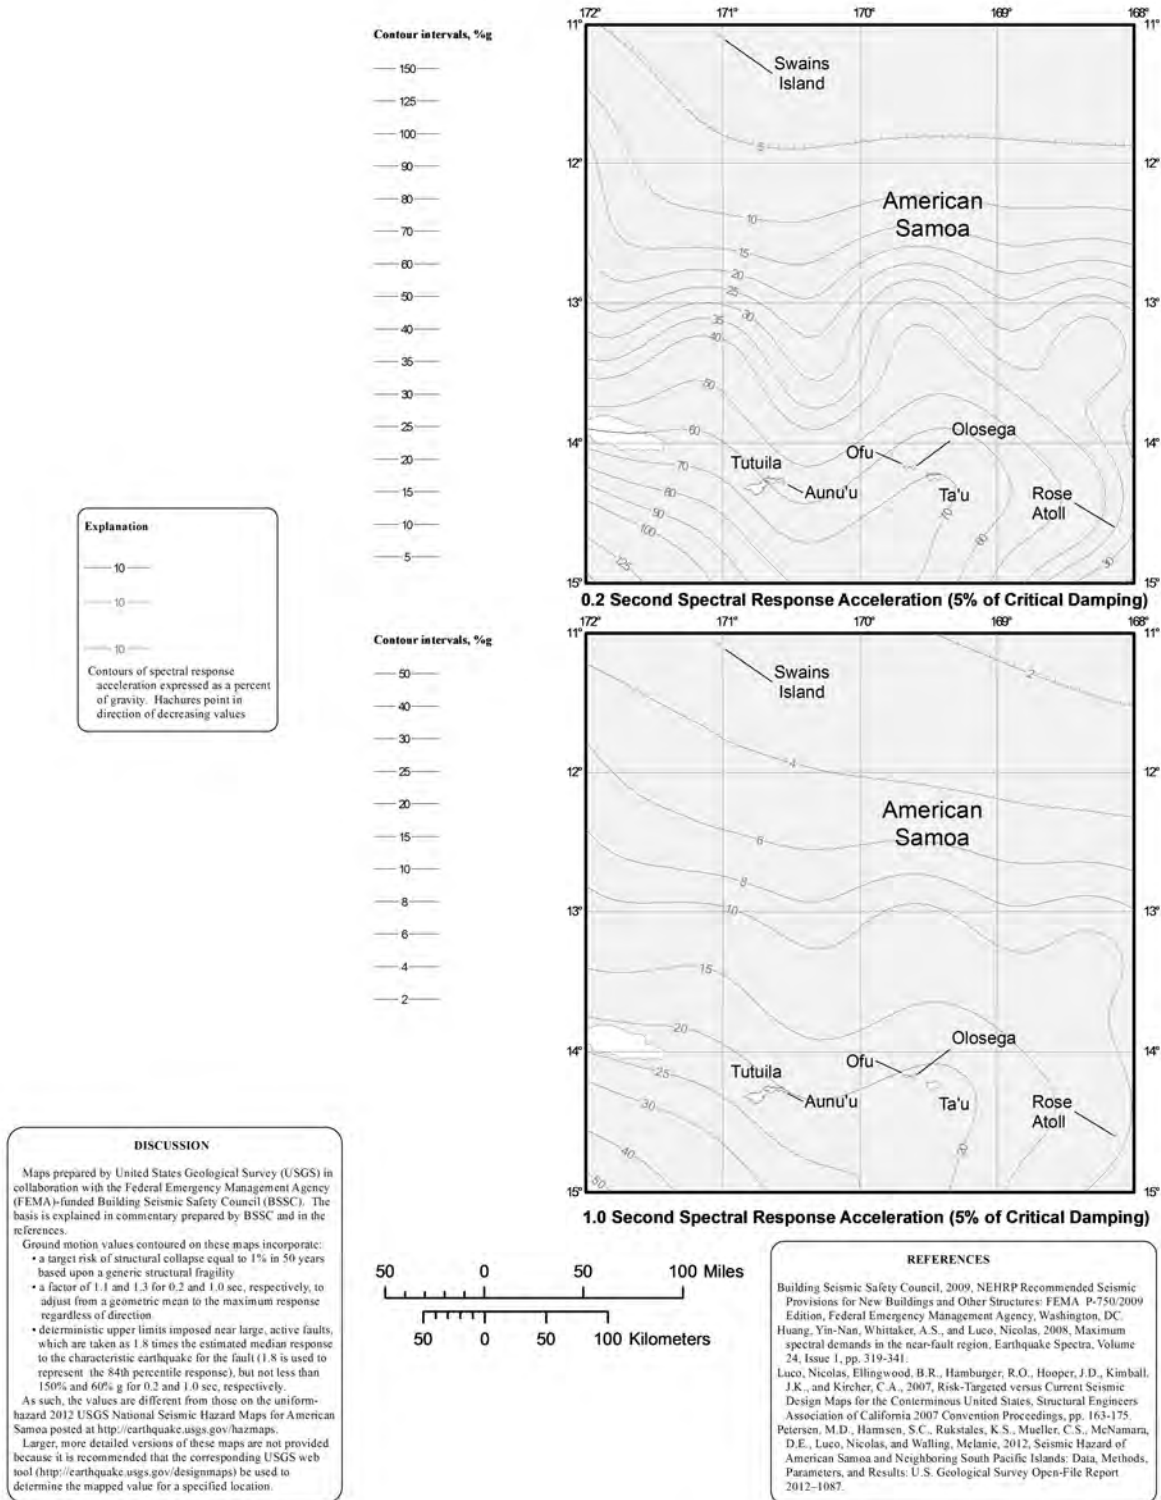 Contour intervals, %g
150
125
100
90
80
70
60
50
40
35
30
25
20
15
10
5
172°
171°
170°
169°
168°
11°
11°
Swains
Island
5
12°
12°
American
Samoa
10
15
20
25
13°
13°
30
35
40
50
14°
14°
60
Olosega
Ofu
Tutuila
70
Aunu'u
Ta'u
Rose
Atoll
80
90
100
70
60
125
30
15°
15°
0.2 Second Spectral Response Acceleration (5% of Critical Damping)
Explanation
10
10
10
Contours of spectral response
acceleration expressed as a percent
of gravity. Hachures point in
direction of decreasing values
Contour intervals, %g
50
40
30
25
20
15
10
8
6
4
2
172°
171°
170°
169°
168°
11°
11°
Swains
Island
2
4
12°
12°
American
Samoa
6
8
10
13°
13°
15
20
14°
14°
Olosega
Ofu
Tutuila
25
Aunu'u
Ta'u
Rose
Atoll
30
40
20
50
15°
15°
1.0 Second Spectral Response Acceleration (5% of Critical Damping)
DISCUSSION
Maps prepared by United States Geological Survey (USGS) in
collaboration with the Federal Emergency Management Agency
(FEMA)-funded Building Seismic Safety Council (BSSC). The
basis is explained in commentary prepared by BSSC and in the
references.
Ground motion values contoured on these maps incorporate:
• a target risk of structural collapse equal to 1% in 50 years
based upon a generic structural fragility
• a factor of 1.1 and 1.3 for 0.2 and 1.0 sec, respectively, to
adjust from a geometric mean to the maximum response
regardless of direction
• deterministic upper limits imposed near large, active faults,
which are taken as 1.8 times the estimated median response
to the characteristic earthquake for the fault (1.8 is used to
represent the 84th percentile response), but not less than
150% and 60% g for 0.2 and 1.0 sec, respectively.
As such, the values are different from those on the uniform-
hazard 2012 USGS National Seismic Hazard Maps for American
Samoa posted at http://earthquake.usgs.gov/hazmaps.
Larger, more detailed versions of these maps are not provided
because it is recommended that the corresponding USGS web
tool (http://earthquake.usgs.gov/designmaps) be used to
determine the mapped value for a specified location.
50 0 50 100 Miles
50 0 50 100 Kilometers
REFERENCES
Building Seismic Safety Council, 2009, NEHRP Recommended Seismic
Provisions for New Buildings and Other Structures: FEMA P-750/2009
Edition, Federal Emergency Management Agency, Washington, DC.
Huang, Yin-Nan, Whittaker, A.S., and Luco, Nicolas, 2008, Maximum
spectral demands in the near-fault region, Earthquake Spectra, Volume
24, Issue 1, pp. 319-341.
Luco, Nicolas, Ellingwood, B.R., Hamburger, R.O., Hooper, J.D., Kimball,
J.K., and Kircher, C.A., 2007, Risk-Targeted versus Current Seismic
Design Maps for the Conterminous United States, Structural Engineers
Association of California 2007 Convention Proceedings, pp. 163-175.
Petersen, M.D., Harmsen, S.C., Rukstales, K.S., Mueller, C.S., McNamara,
D.E., Luco, Nicolas, and Walling, Melanie, 2012, Seismic Hazard of
American Samoa and Neighboring South Pacific Islands: Data, Methods,
Parameters, and Results: U.S. Geological Survey Open-File Report
2012–1087.